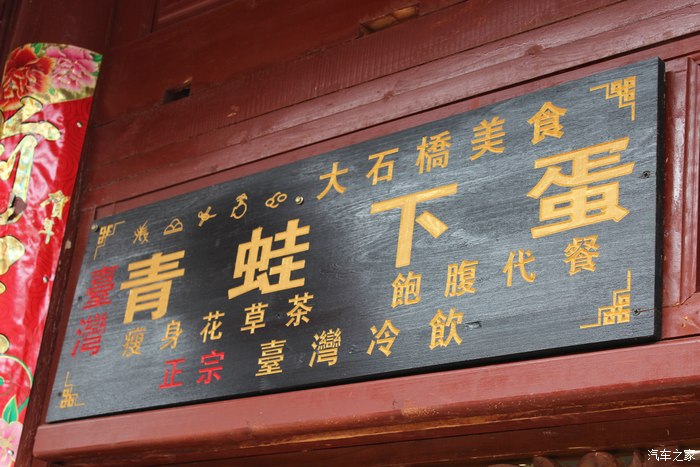 大石橋美食
臺灣
青蛙下蛋
瘦身花草茶
飽腹代餐
正宗
臺灣冷飲
汽车之家